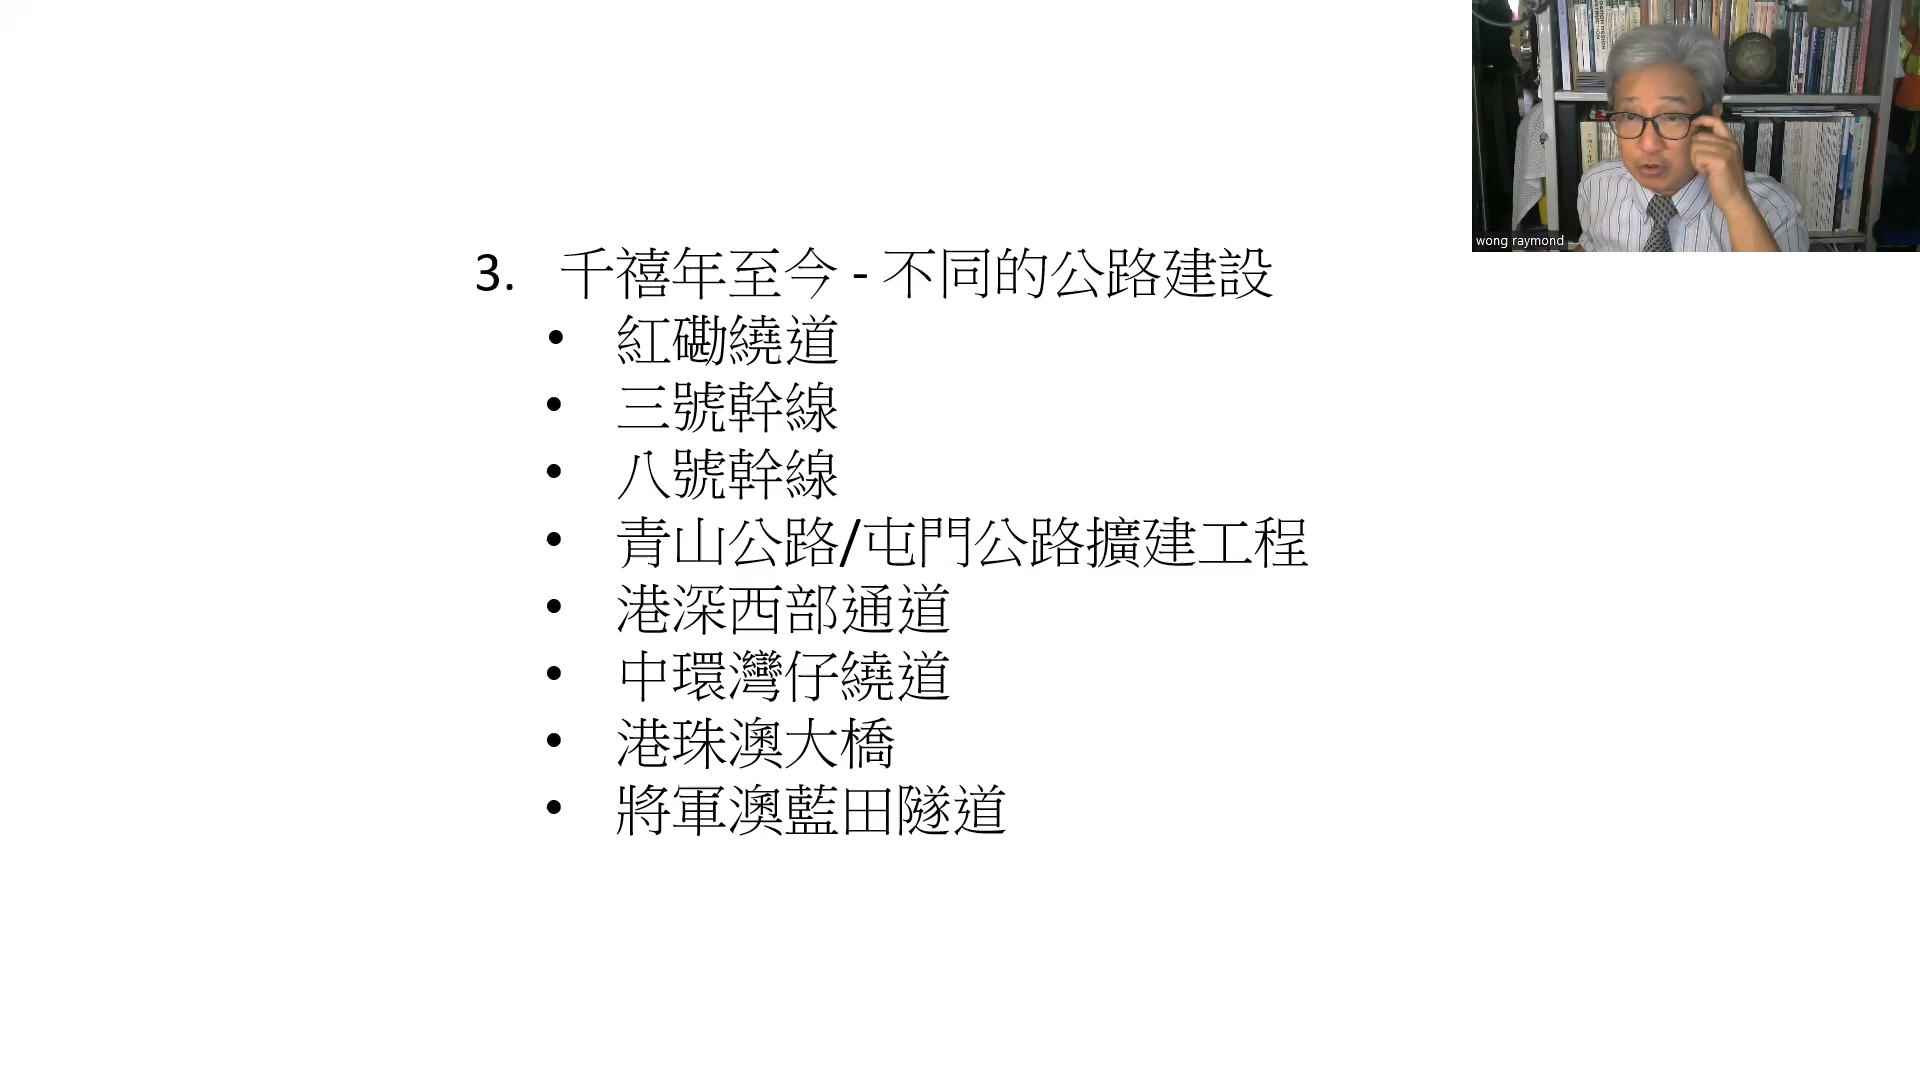 3. 千禧年至今 - 不同的公路建設
• 紅磡繞道
• 三號幹線
• 八號幹線
• 青山公路/屯門公路擴建工程
• 港深西部通道
• 中環灣仔繞道
• 港珠澳大橋
• 將軍澳藍田隧道
wong raymond